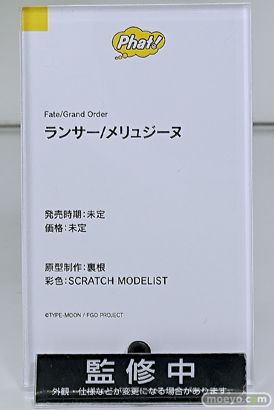 Phat!
Fate/Grand Order
ランサー/メリュジーヌ
発売時期:未定
価格:未定
原型制作:裏根
彩色:SCRATCH MODELiST
©TYPE-MOON / FGO PROJECT
監修中
外観・仕様などが変更になる場合があります。
moeyo.com